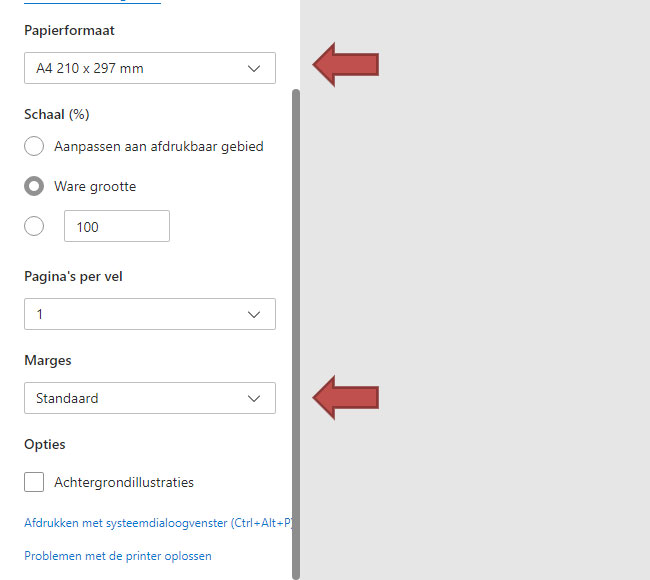 Papierformaat
A4 210 x 297 mm
Schaal (%)
Aanpassen aan afdrukbaar gebied
Ware grootte
100
Pagina's per vel
1
Marges
Standaard
Opties
Achtergrondillustraties
Afdrukken met systeemdialoogvenster (Ctrl+Alt+P)
Problemen met de printer oplossen